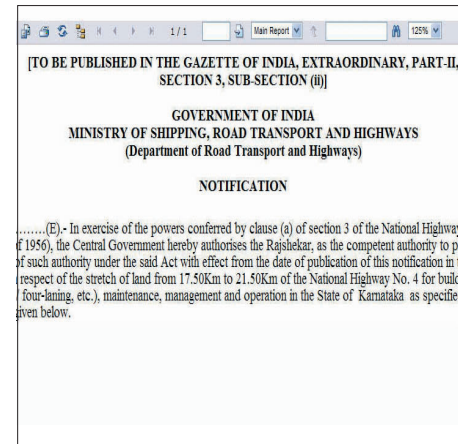 1 / 1 Main Report 125%
[TO BE PUBLISHED IN THE GAZETTE OF INDIA, EXTRAORDINARY, PART-II,
SECTION 3, SUB-SECTION (ii)]
GOVERNMENT OF INDIA
MINISTRY OF SHIPPING, ROAD TRANSPORT AND HIGHWAYS
(Department of Road Transport and Highways)
NOTIFICATION
........(E).- In exercise of the powers conferred by clause (a) of section 3 of the National Highway
f 1956), the Central Government hereby authorises the Rajshekar, as the competent authority to p
of such authority under the said Act with effect from the date of publication of this notification in
respect of the stretch of land from 17.50Km to 21.50Km of the National Highway No. 4 for build
four-laning, etc.), maintenance, management and operation in the State of Karnataka as specifie
iven below.